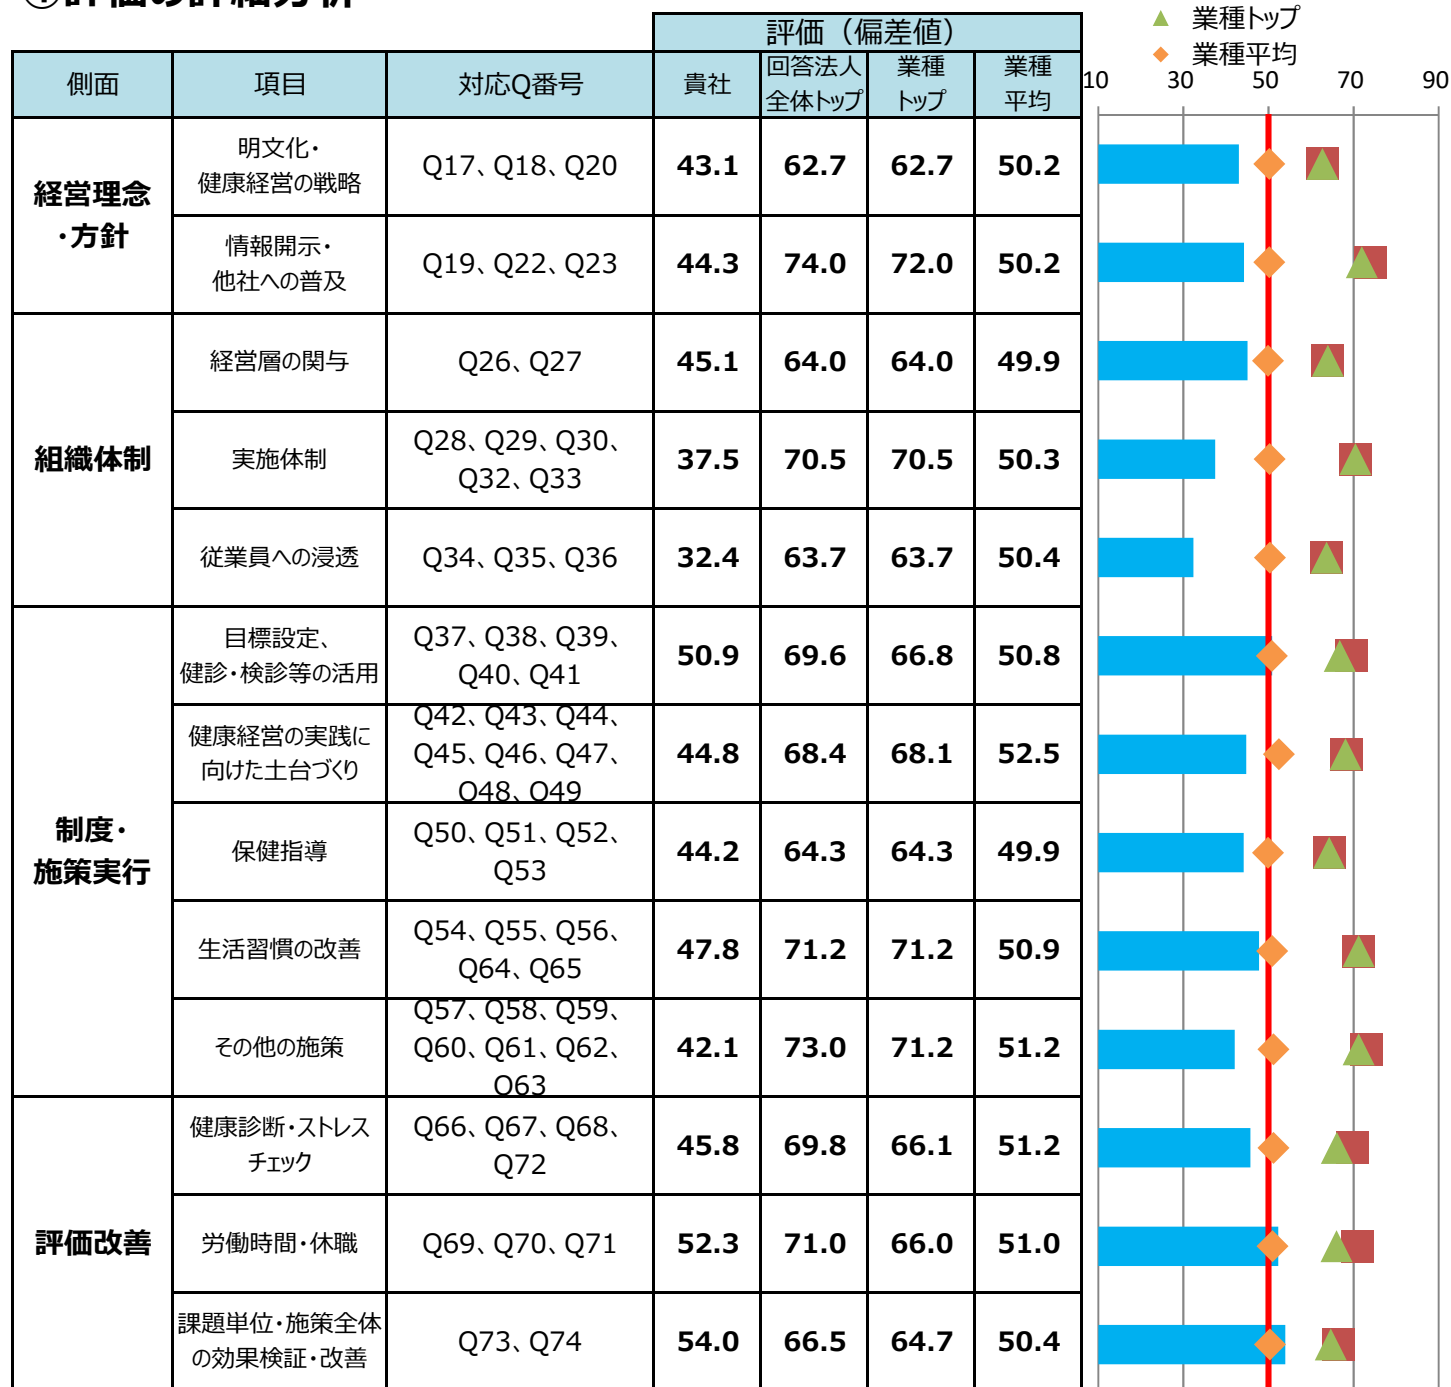 ①評価の詳細分析
▲ 業種トップ
◆ 業種平均
評価（偏差値）
側面 項目 対応Q番号 貴社 回答法人全体トップ 業種トップ 業種平均
10 30 50 70 90
経営理念・方針
明文化・健康経営の戦略 Q17、Q18、Q20 43.1 62.7 62.7 50.2
情報開示・他社への普及 Q19、Q22、Q23 44.3 74.0 72.0 50.2
組織体制
経営層の関与 Q26、Q27 45.1 64.0 64.0 49.9
実施体制 Q28、Q29、Q30、Q32、Q33 37.5 70.5 70.5 50.3
従業員への浸透 Q34、Q35、Q36 32.4 63.7 63.7 50.4
制度・施策実行
目標設定、健診・検診等の活用 Q37、Q38、Q39、Q40、Q41 50.9 69.6 66.8 50.8
健康経営の実践に向けた土台づくり Q42、Q43、Q44、Q45、Q46、Q47、Q48、Q49 44.8 68.4 68.1 52.5
保健指導 Q50、Q51、Q52、Q53 44.2 64.3 64.3 49.9
生活習慣の改善 Q54、Q55、Q56、Q64、Q65 47.8 71.2 71.2 50.9
その他の施策 Q57、Q58、Q59、Q60、Q61、Q62、Q63 42.1 73.0 71.2 51.2
評価改善
健康診断・ストレスチェック Q66、Q67、Q68、Q72 45.8 69.8 66.1 51.2
労働時間・休職 Q69、Q70、Q71 52.3 71.0 66.0 51.0
課題単位・施策全体の効果検証・改善 Q73、Q74 54.0 66.5 64.7 50.4